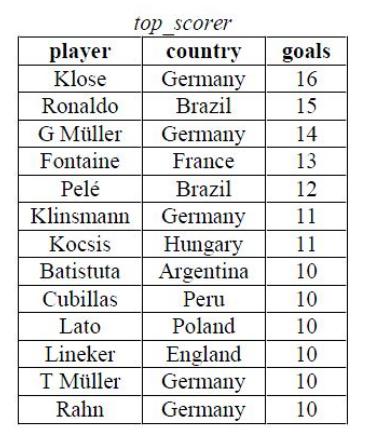 top_scorer
player country goals
Klose Germany 16
Ronaldo Brazil 15
G Müller Germany 14
Fontaine France 13
Pelé Brazil 12
Klinsmann Germany 11
Kocsis Hungary 11
Batistuta Argentina 10
Cubillas Peru 10
Lato Poland 10
Lineker England 10
T Müller Germany 10
Rahn Germany 10